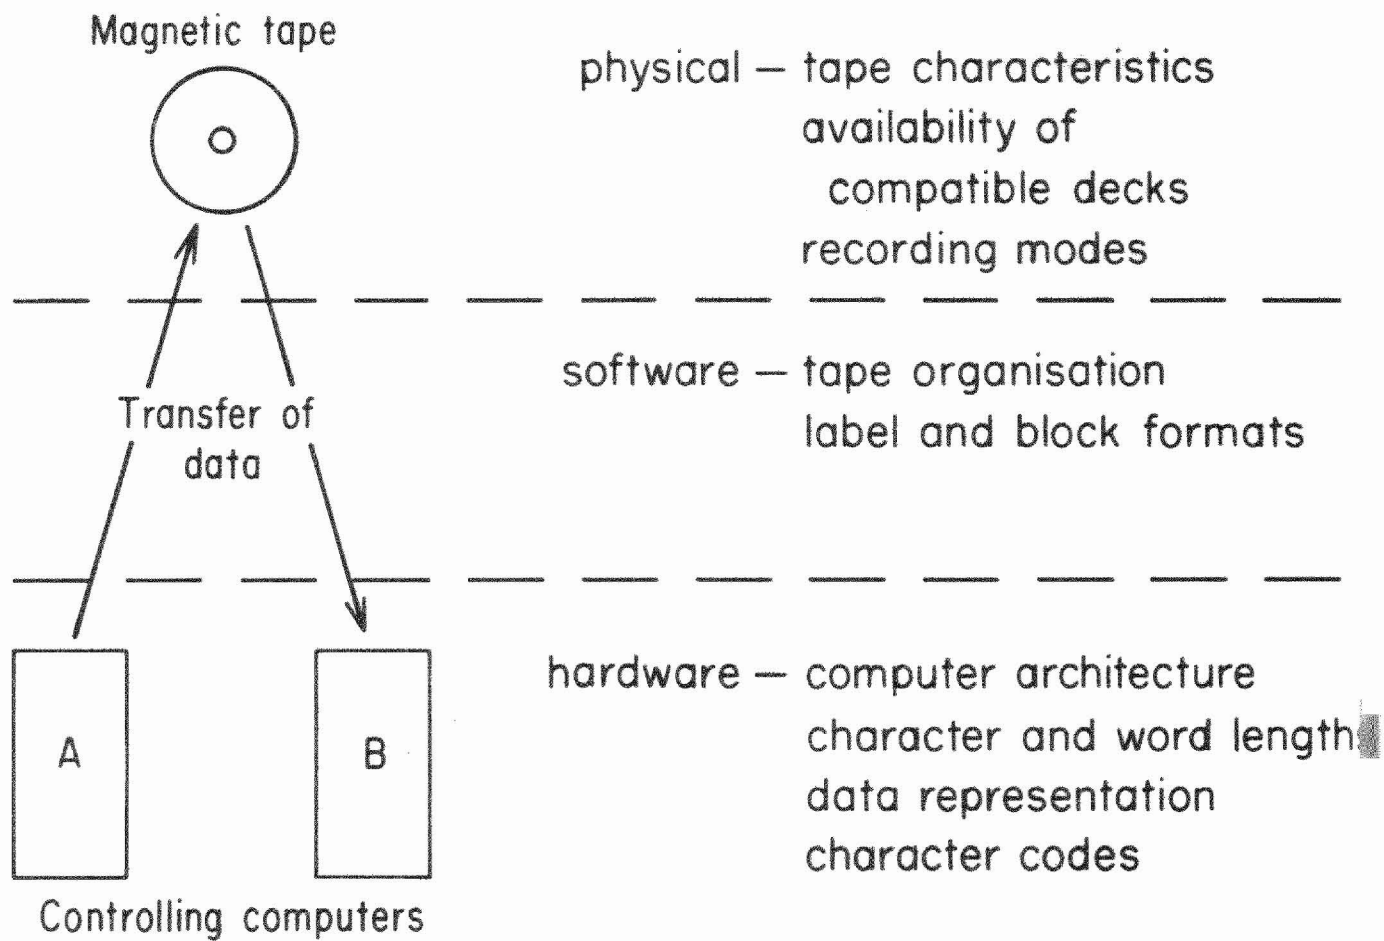 Magnetic tape
physical — tape characteristics
availability of
compatible decks
recording modes
software — tape organisation
label and block formats
Transfer of
data
hardware — computer architecture
character and word length
data representation
character codes
A
B
Controlling computers